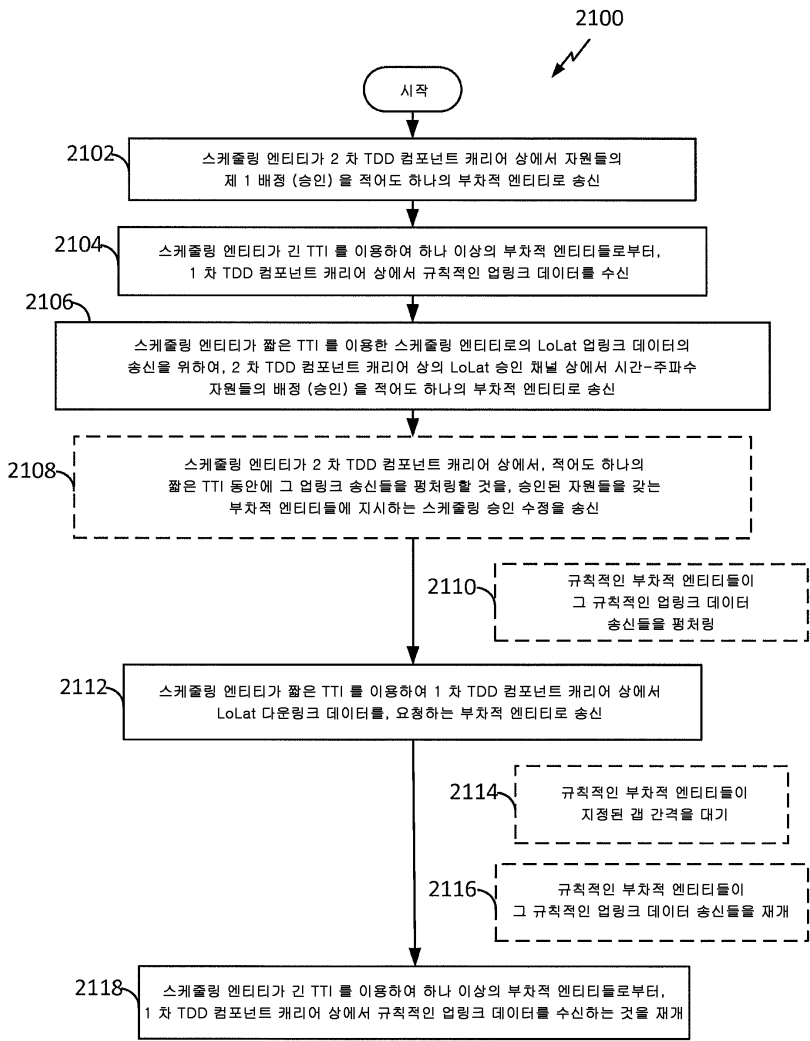 2100
시작
2102
스케줄링 엔티티가 2 차 TDD 컴포넌트 캐리어 상에서 자원들의
제 1 배정 (승인) 을 적어도 하나의 부차적 엔티티로 송신
2104
스케줄링 엔티티가 긴 TTI 를 이용하여 하나 이상의 부차적 엔티티들로부터,
1 차 TDD 컴포넌트 캐리어 상에서 규칙적인 업링크 데이터를 수신
2106
스케줄링 엔티티가 짧은 TTI 를 이용한 스케줄링 엔티티로의 LoLat 업링크 데이터의
송신을 위하여, 2 차 TDD 컴포넌트 캐리어 상의 LoLat 승인 채널 상에서 시간-주파수
자원들의 배정 (승인) 을 적어도 하나의 부차적 엔티티로 송신
2108
스케줄링 엔티티가 2 차 TDD 컴포넌트 캐리어 상에서, 적어도 하나의
짧은 TTI 동안에 그 업링크 송신들을 펑처링할 것을, 승인된 자원들을 갖는
부차적 엔티티들에 지시하는 스케줄링 승인 수정을 송신
2110
규칙적인 부차적 엔티티들이
그 규칙적인 업링크 데이터
송신들을 펑처링
2112
스케줄링 엔티티가 짧은 TTI 를 이용하여 1 차 TDD 컴포넌트 캐리어 상에서
LoLat 다운링크 데이터를, 요청하는 부차적 엔티티로 송신
2114
규칙적인 부차적 엔티티들이
지정된 갭 간격을 대기
2116
규칙적인 부차적 엔티티들이
그 규칙적인 업링크 데이터 송신들을 재개
2118
스케줄링 엔티티가 긴 TTI 를 이용하여 하나 이상의 부차적 엔티티들로부터,
1 차 TDD 컴포넌트 캐리어 상에서 규칙적인 업링크 데이터를 수신하는 것을 재개